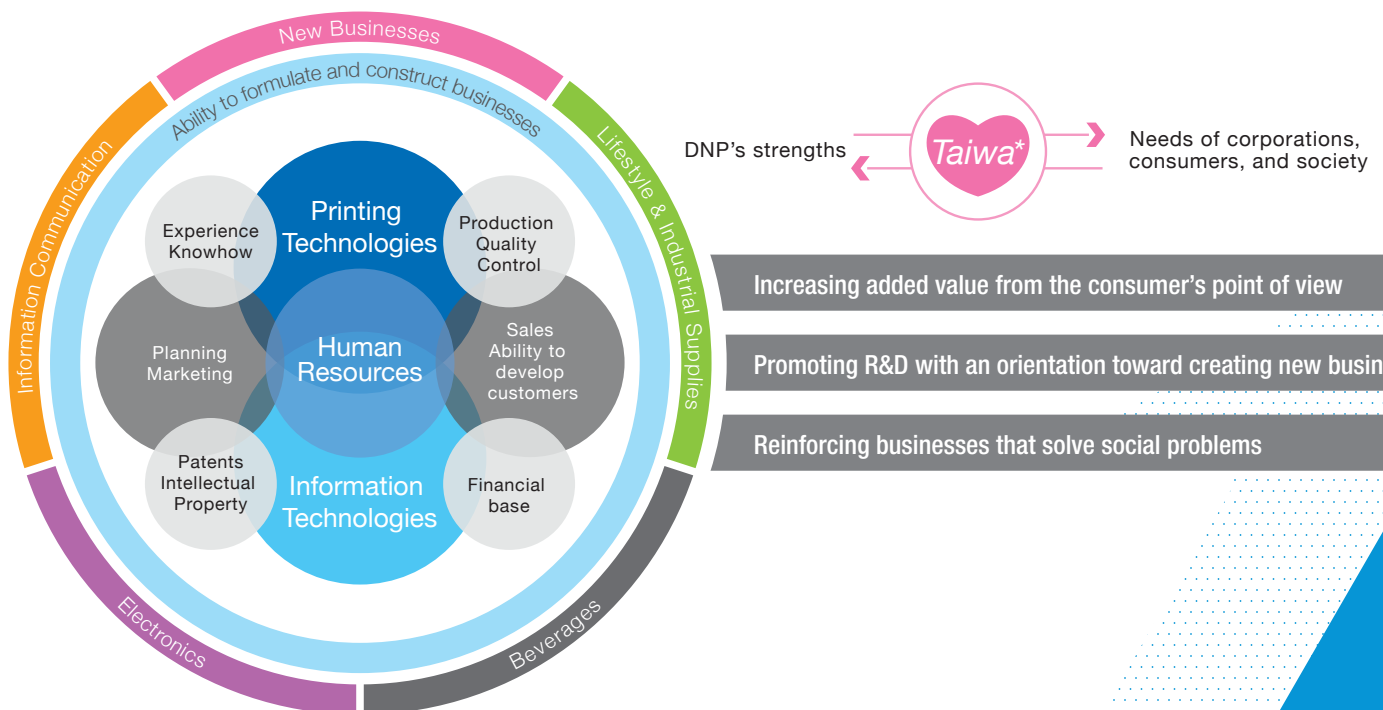 New Businesses
Ability to formulate and construct businesses
Information Communication
Lifestyle & Industrial Supplies
Electronics
Beverages
Printing
Technologies
Experience
Knowhow
Production
Quality
Control
Planning
Marketing
Human
Resources
Sales
Ability to
develop
customers
Patents
Intellectual
Property
Information
Technologies
Financial
base
DNP's strengths
Taiwa*
Needs of corporations,
consumers, and society
Increasing added value from the consumer's point of view
Promoting R&D with an orientation toward creating new busin
Reinforcing businesses that solve social problems